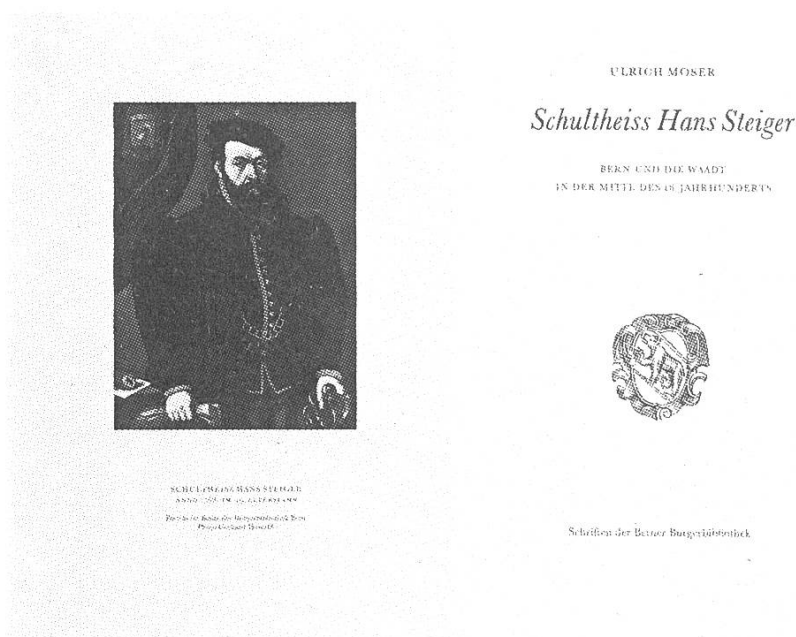 SCHULTHEISS HANS STEIGER
ANNO
ULRICH MOSER
Schultheiss Hans Steiger
BERN UND DIE WAADT
IN DER MITTE DES 16. JAHRHUNDERTS
Schriften der Berner Burgerbibliothek